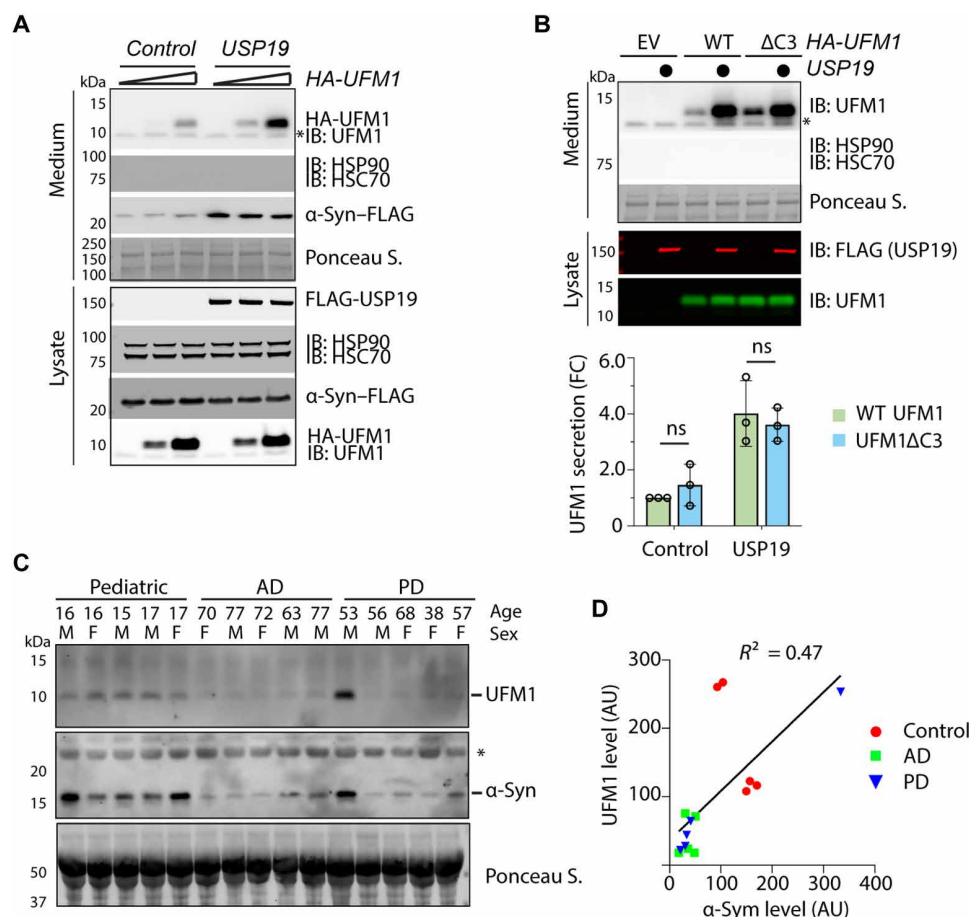 A
Control USP19
kDa HA-UFM1
15
HA-UFM1
10 * IB: UFM1
100 IB: HSP90
75 IB: HSC70
20 α-Syn–FLAG
250
150 Ponceau S.
100
Medium
150 FLAG-USP19
100 IB: HSP90
75 IB: HSC70
α-Syn–FLAG
20
HA-UFM1
10 IB: UFM1
Lysate
B
EV WT ΔC3 HA-UFM1
kDa USP19
15 IB: UFM1
*
IB: HSP90
75 IB: HSC70
Ponceau S.
Medium
150 IB: FLAG (USP19)
15 IB: UFM1
10
Lysate
6.0 ns
4.0
ns
2.0
0
UFM1 secretion (FC)
Control USP19
WT UFM1
UFM1ΔC3
C
Pediatric AD PD
16 16 15 17 17 70 77 72 63 77 53 56 68 38 57 Age
M F M M F F M F M M M M F F F Sex
kDa
15
10 UFM1
*
20
15 α-Syn
50 Ponceau S.
37
D
R² = 0.47
300
200
100
0
UFM1 level (AU)
0 100 200 300 400
α-Sym level (AU)
Control
AD
PD